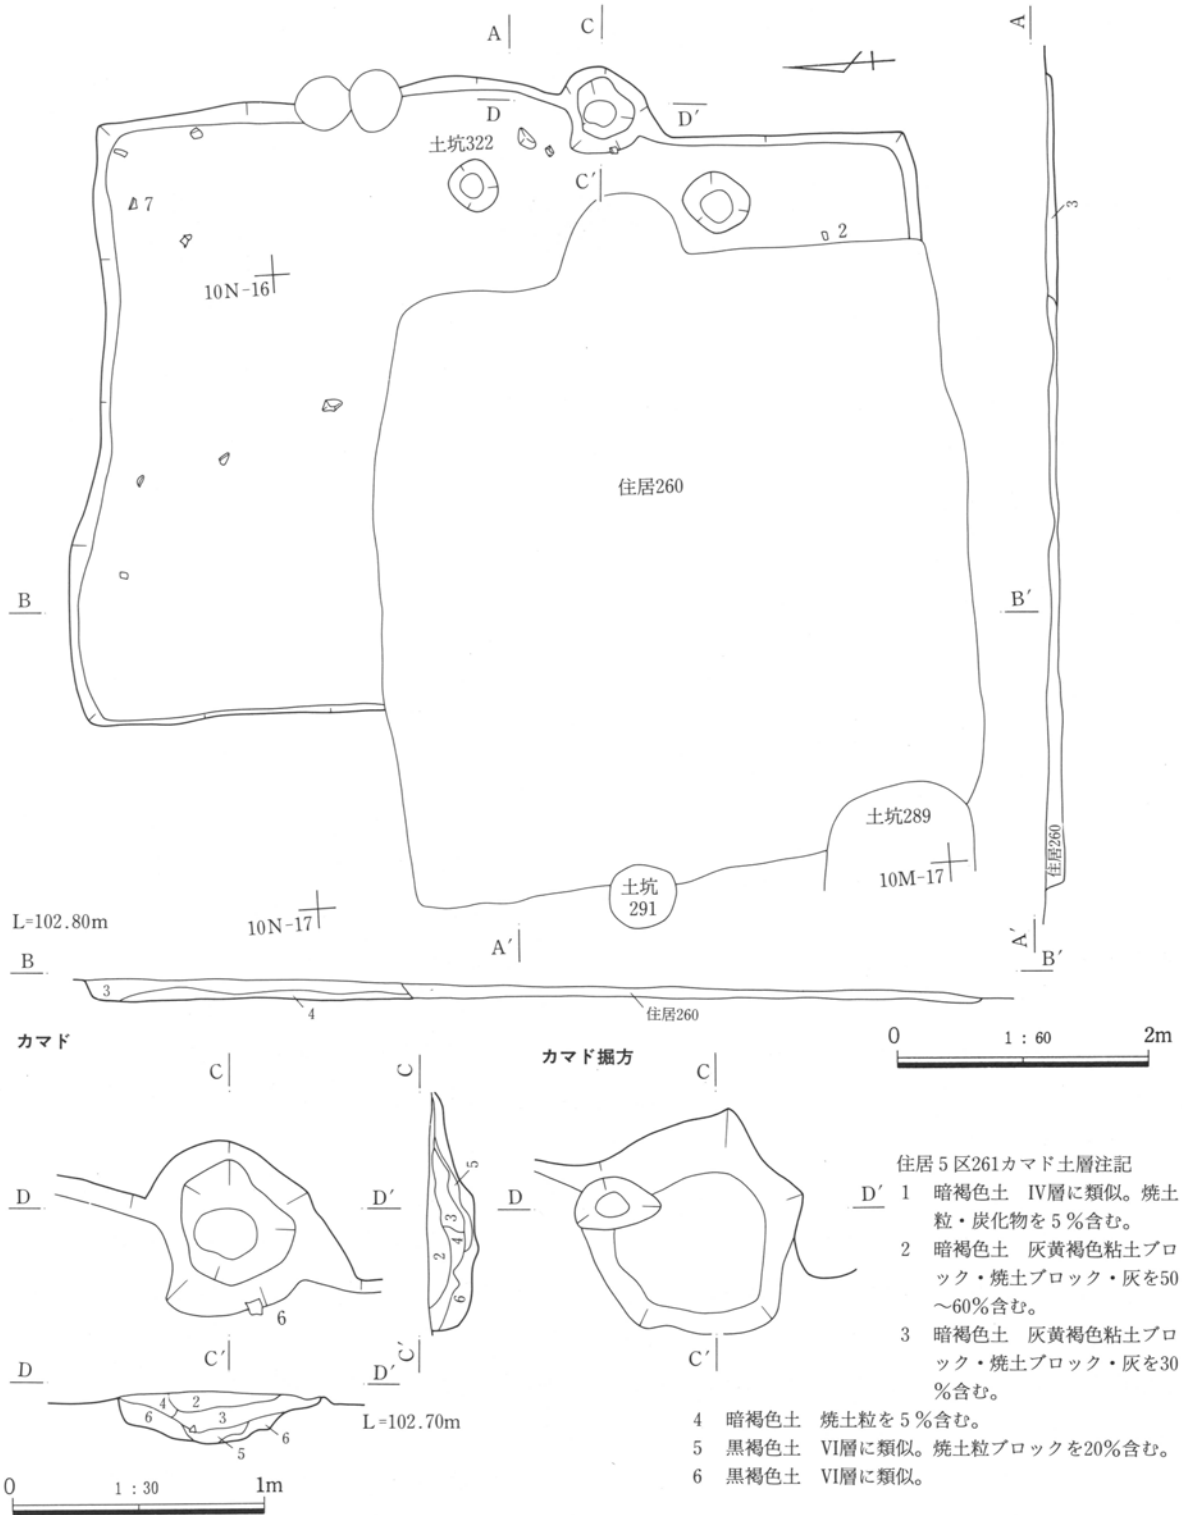 A
C
A
D
D′
土坑322
C′
7
2
3
10N-16
住居260
B
B′
土坑289
10M-17
土坑
291
住居260
L=102.80m
10N-17
A′
A′
B
B′
3
4
住居260
カマド
カマド掘方
0
1 : 60
2m
C
C
C
D
D′
D
D′
5
3
4
2
6
6
C′
C′
C′
D
D′
4
2
6
3
5
6
L=102.70m
0
1 : 30
1m
住居5区261カマド土層注記
1 暗褐色土 Ⅳ層に類似。焼土
粒・炭化物を5%含む。
2 暗褐色土 灰黄褐色粘土ブロ
ック・焼土ブロック・灰を50
～60%含む。
3 暗褐色土 灰黄褐色粘土ブロ
ック・焼土ブロック・灰を30
%含む。
4 暗褐色土 焼土粒を5%含む。
5 黒褐色土 Ⅵ層に類似。焼土粒ブロックを20%含む。
6 黒褐色土 Ⅵ層に類似。